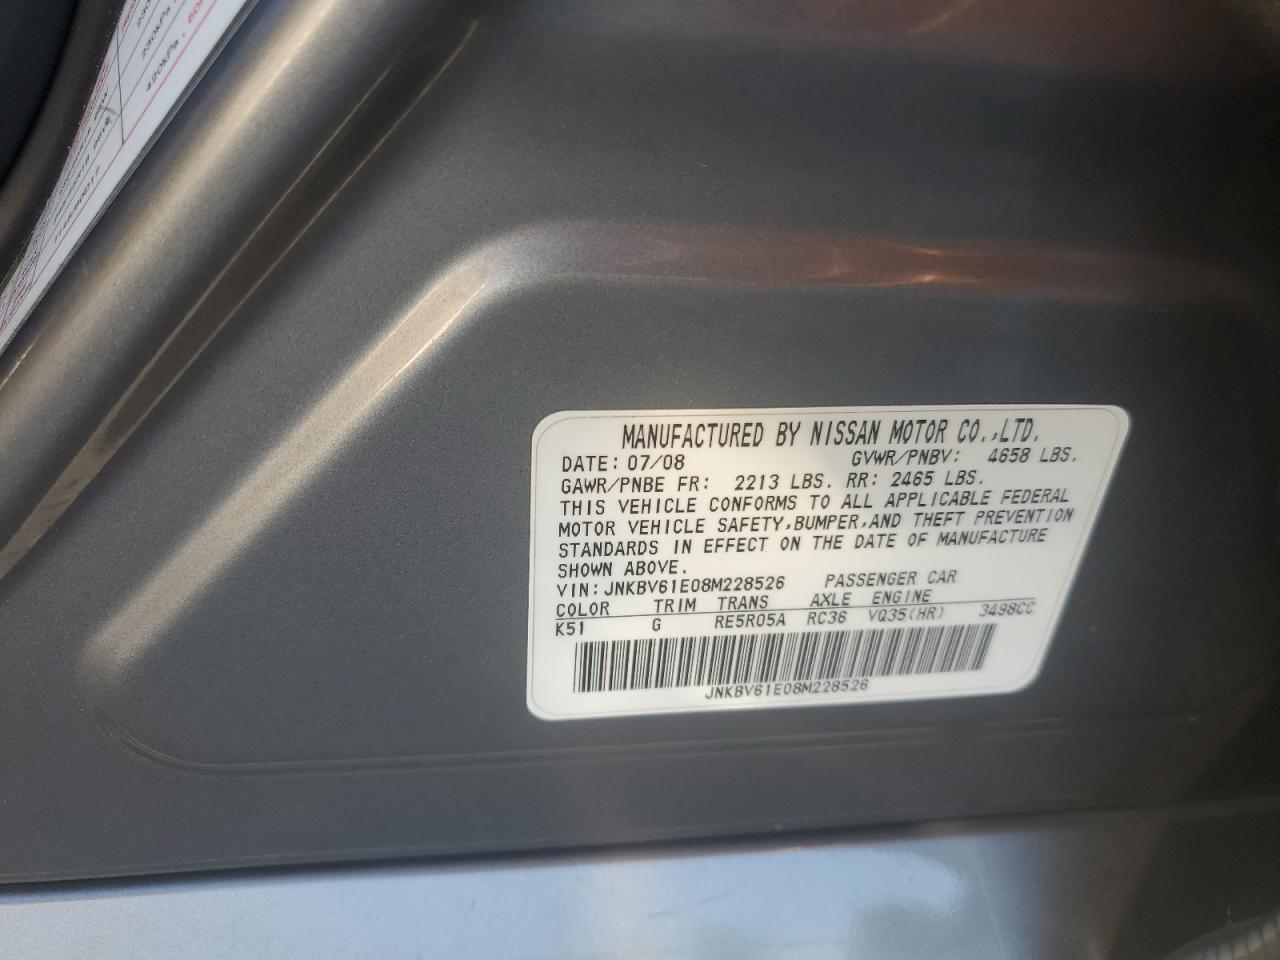 420kPa, 60
MANUFACTURED BY NISSAN MOTOR CO.,LTD.
DATE: 07/08 GVWR/PNBV: 4658 LBS.
GAWR/PNBE FR: 2213 LBS. RR: 2465 LBS.
THIS VEHICLE CONFORMS TO ALL APPLICABLE FEDERAL
MOTOR VEHICLE SAFETY,BUMPER,AND THEFT PREVENTION
STANDARDS IN EFFECT ON THE DATE OF MANUFACTURE
SHOWN ABOVE.
VIN: JNKBV61E08M228526 PASSENGER CAR
COLOR TRIM TRANS AXLE ENGINE
K51 G RE5R05A RC36 VQ35(HR) 3498CC
JNKBV61E08M228526